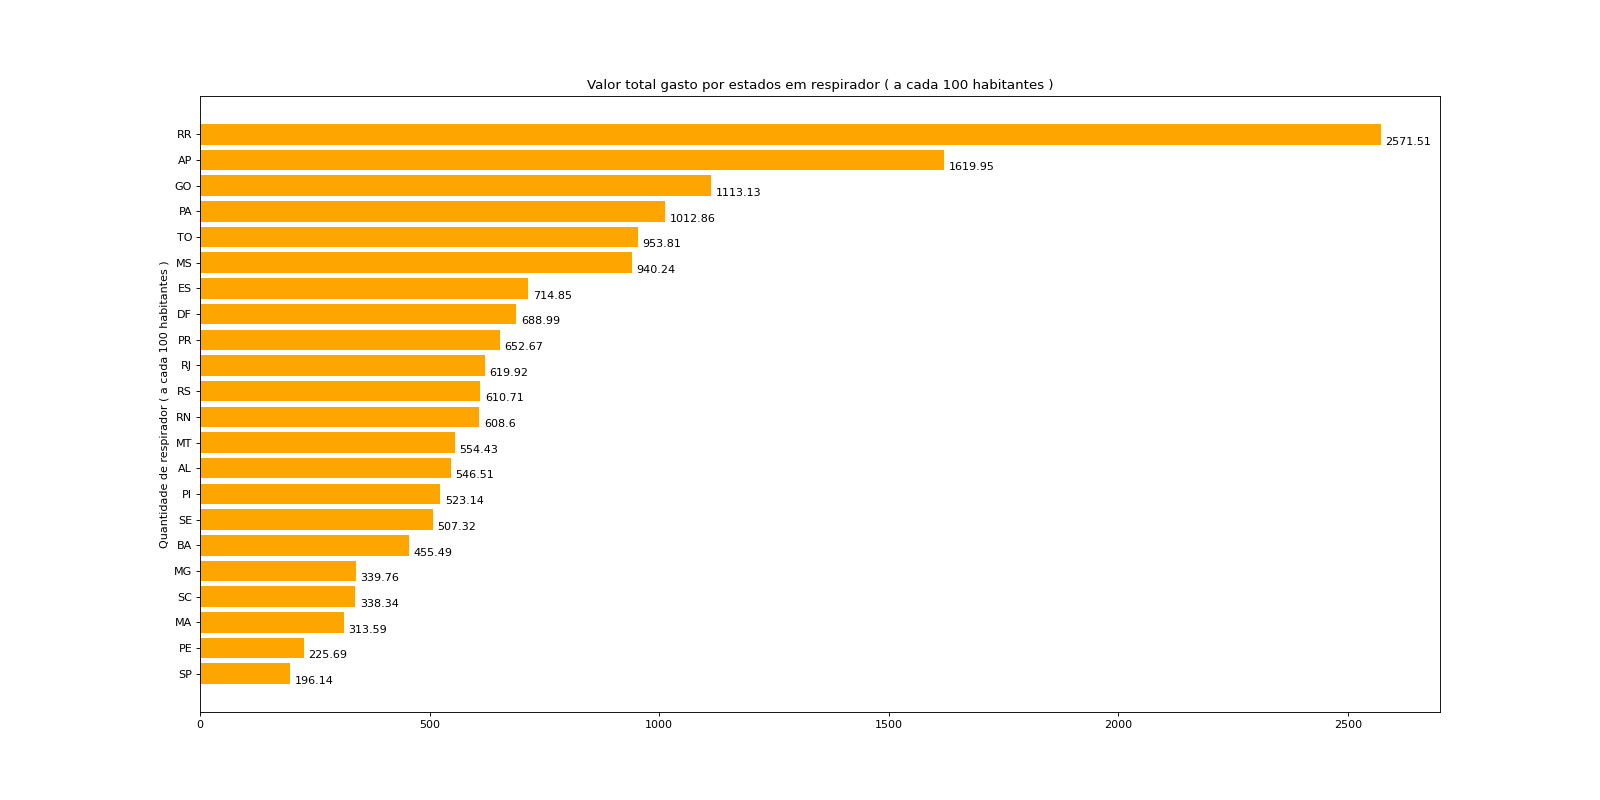 Valor total gasto por estados em respirador ( a cada 100 habitantes )
Quantidade de respirador ( a cada 100 habitantes )
RR 2571.51
AP 1619.95
GO 1113.13
PA 1012.86
TO 953.81
MS 940.24
ES 714.85
DF 688.99
PR 652.67
RJ 619.92
RS 610.71
RN 608.6
MT 554.43
AL 546.51
PI 523.14
SE 507.32
BA 455.49
MG 339.76
SC 338.34
MA 313.59
PE 225.69
SP 196.14
0 500 1000 1500 2000 2500